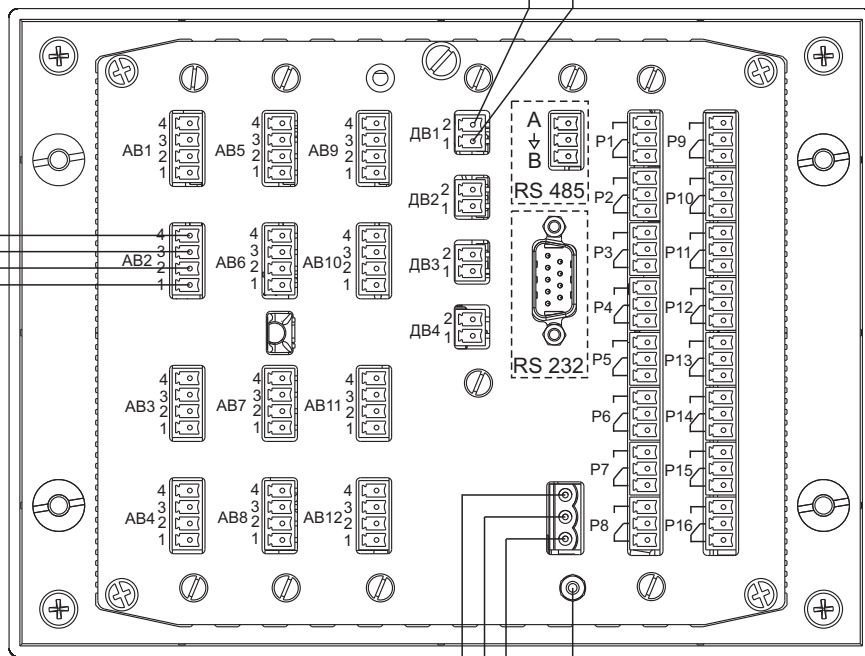 АВ1 4 3 2 1
АВ5 4 3 2 1
АВ9 4 3 2 1
ДВ1 2 1
A
B
RS 485
P1
P9
АВ2 4 3 2 1
АВ6 4 3 2 1
АВ10 4 3 2 1
ДВ2 2 1
P2
P10
ДВ3 2 1
P3
P11
ДВ4 2 1
RS 232
P4
P12
P5
P13
АВ3 4 3 2 1
АВ7 4 3 2 1
АВ11 4 3 2 1
P6
P14
P7
P15
АВ4 4 3 2 1
АВ8 4 3 2 1
АВ12 4 3 2 1
P8
P16